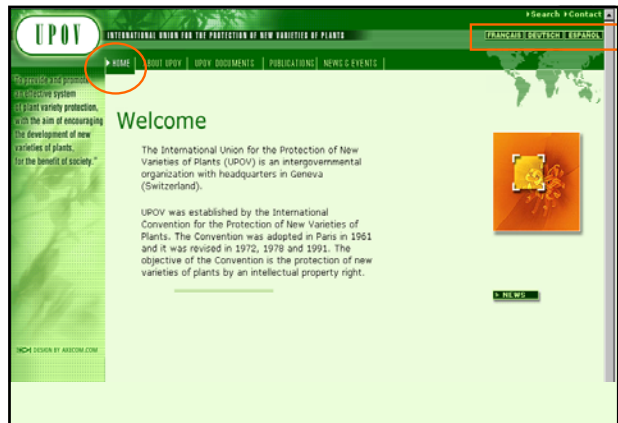 Search Contact
UPOV
INTERNATIONAL UNION FOR THE PROTECTION OF NEW VARIETIES OF PLANTS
FRANÇAIS | DEUTSCH | ESPAÑOL
HOME | ABOUT UPOV | UPOV DOCUMENTS | PUBLICATIONS | NEWS & EVENTS |
"To provide and promote
an effective system
of plant variety protection,
with the aim of encouraging
the development of new
varieties of plants,
for the benefit of society."
Welcome
The International Union for the Protection of New
Varieties of Plants (UPOV) is an intergovernmental
organization with headquarters in Geneva
(Switzerland).
UPOV was established by the International
Convention for the Protection of New Varieties of
Plants. The Convention was adopted in Paris in 1961
and it was revised in 1972, 1978 and 1991. The
objective of the Convention is the protection of new
varieties of plants by an intellectual property right.
NEWS
DESIGN BY AXECOM.COM